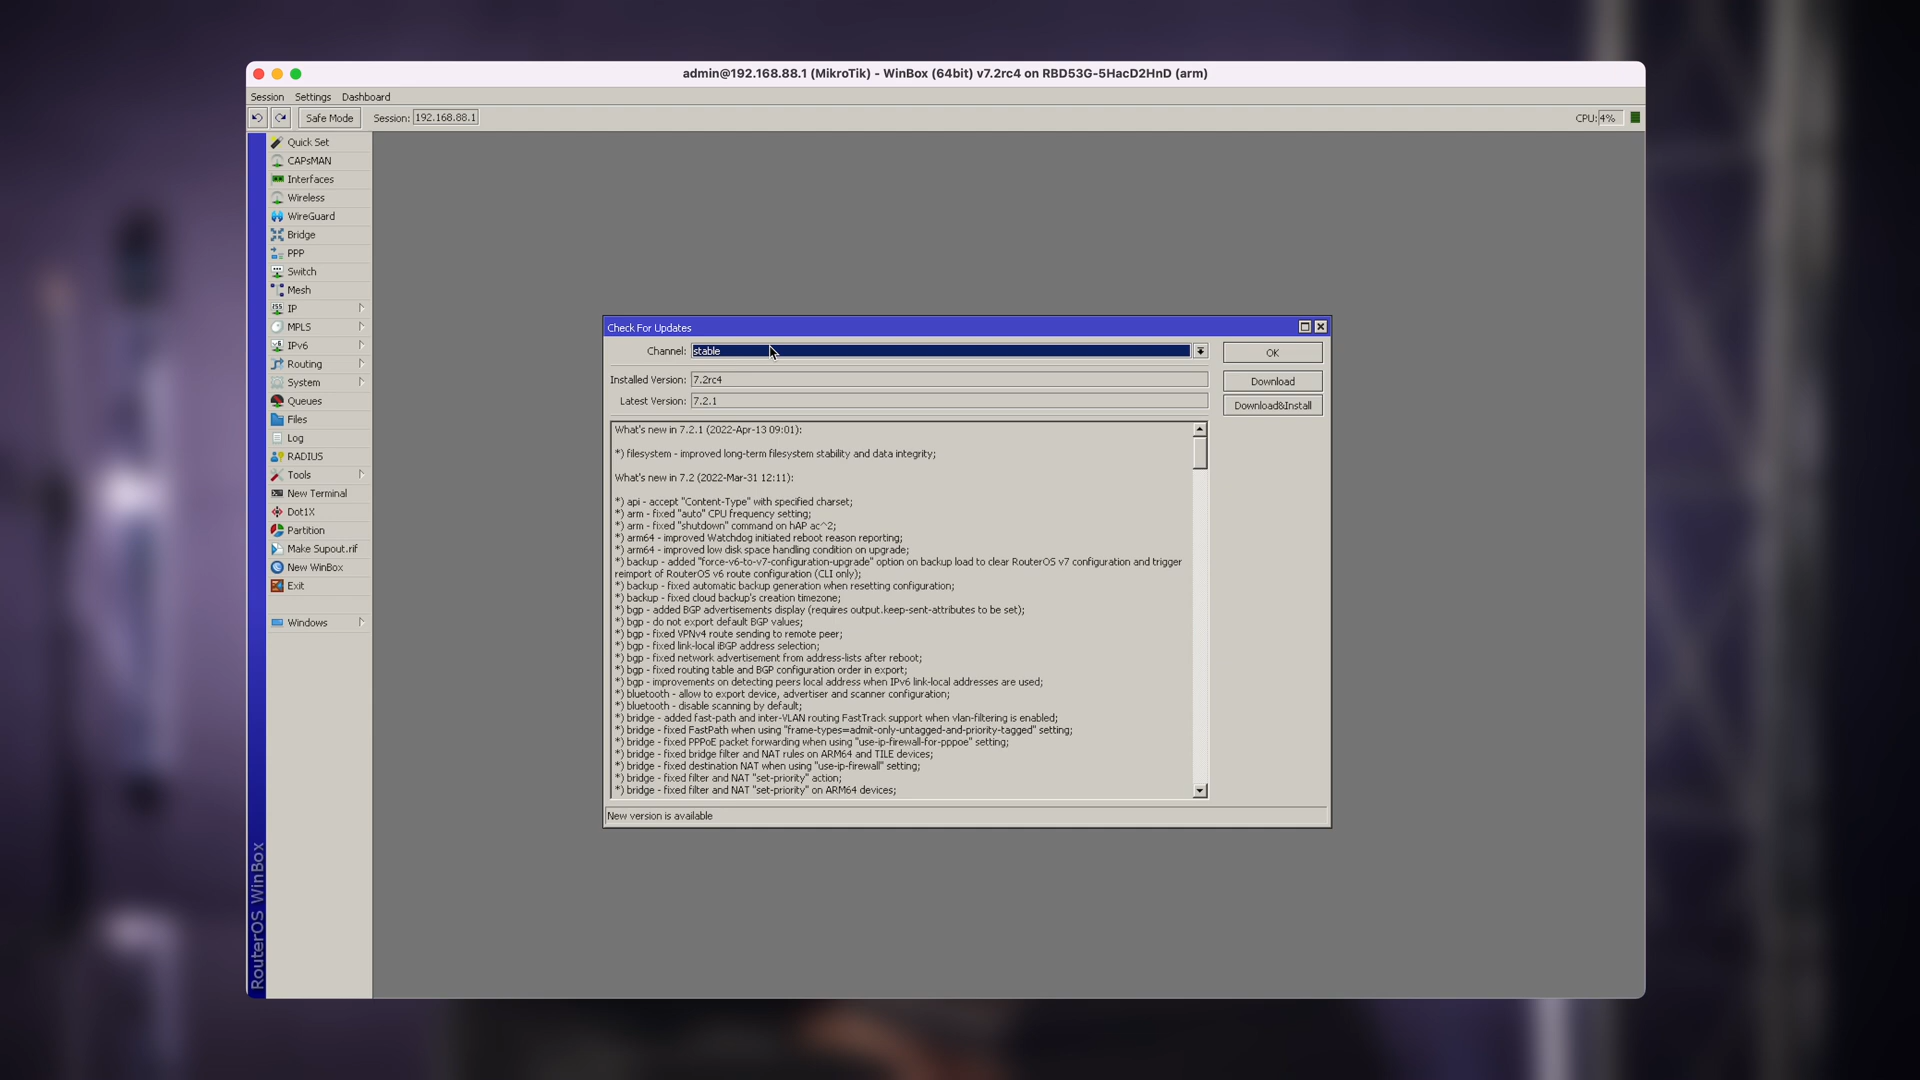 admin@192.168.88.1 (MikroTik) - WinBox (64bit) v7.2rc4 on RBD53G-5HacD2HnD (arm)
Session Settings Dashboard
Safe Mode Session: 192.168.88.1 CPU: 4%
Quick Set
CAPsMAN
Interfaces
Wireless
WireGuard
Bridge
PPP
Switch
Mesh
IP
MPLS
IPv6
Routing
System
Queues
Files
Log
RADIUS
Tools
New Terminal
Dot1X
Partition
Make Supout.rif
New WinBox
Exit
Windows
RouterOS WinBox
Check For Updates
Channel: stable
OK
Installed Version: 7.2rc4
Download
Latest Version: 7.2.1
Download&Install
What's new in 7.2.1 (2022-Apr-13 09:01):
*) filesystem - improved long-term filesystem stability and data integrity;
What's new in 7.2 (2022-Mar-31 12:11):
*) api - accept "Content-Type" with specified charset;
*) arm - fixed "auto" CPU frequency setting;
*) arm - fixed "shutdown" command on hAP ac^2;
*) arm64 - improved Watchdog initiated reboot reason reporting;
*) arm64 - improved low disk space handling condition on upgrade;
*) backup - added "force-v6-to-v7-configuration-upgrade" option on backup load to clear RouterOS v7 configuration and trigger
reimport of RouterOS v6 route configuration (CLI only);
*) backup - fixed automatic backup generation when resetting configuration;
*) backup - fixed cloud backup's creation timezone;
*) bgp - added BGP advertisements display (requires output.keep-sent-attributes to be set);
*) bgp - do not export default BGP values;
*) bgp - fixed VPNv4 route sending to remote peer;
*) bgp - fixed link-local iBGP address selection;
*) bgp - fixed network advertisement from address-lists after reboot;
*) bgp - fixed routing table and BGP configuration order in export;
*) bgp - improvements on detecting peers local address when IPv6 link-local addresses are used;
*) bluetooth - allow to export device, advertiser and scanner configuration;
*) bluetooth - disable scanning by default;
*) bridge - added fast-path and inter-VLAN routing FastTrack support when vlan-filtering is enabled;
*) bridge - fixed FastPath when using "frame-types=admit-only-untagged-and-priority-tagged" setting;
*) bridge - fixed PPPoE packet forwarding when using "use-ip-firewall-for-pppoe" setting;
*) bridge - fixed bridge filter and NAT rules on ARM64 and TILE devices;
*) bridge - fixed destination NAT when using "use-ip-firewall" setting;
*) bridge - fixed filter and NAT "set-priority" action;
*) bridge - fixed filter and NAT "set-priority" on ARM64 devices;
New version is available